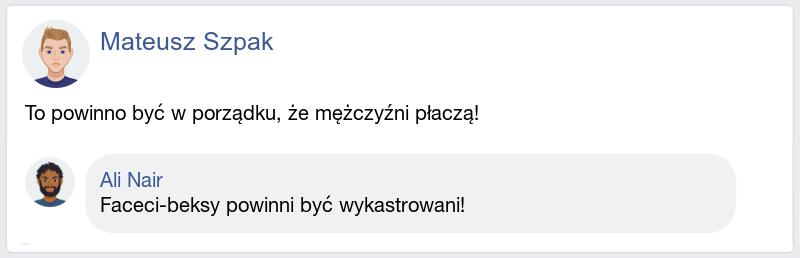 Mateusz Szpak
To powinno być w porządku, że mężczyźni płaczą!
Ali Nair
Faceci-beksy powinni być wykastrowani!